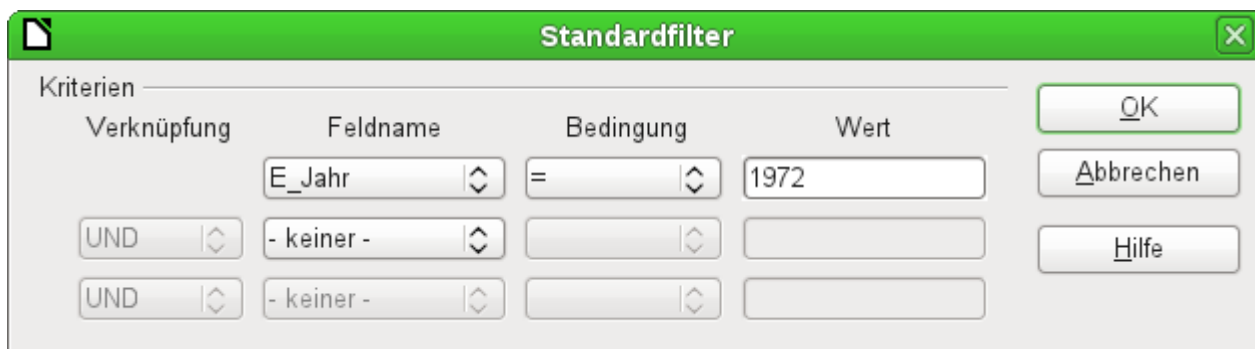 Standardfilter
Kriterien
Verknüpfung Feldname Bedingung Wert
E_Jahr = 1972
UND - keiner -
UND - keiner -
OK
Abbrechen
Hilfe